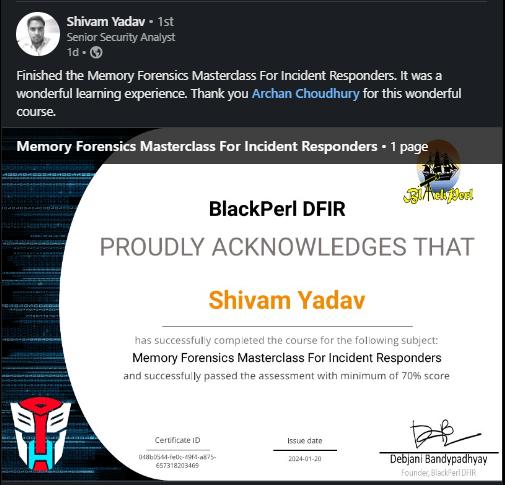 Shivam Yadav • 1st
Senior Security Analyst
1d •
Finished the Memory Forensics Masterclass For Incident Responders. It was a
wonderful learning experience. Thank you Archan Choudhury for this wonderful
course.
Memory Forensics Masterclass For Incident Responders • 1 page
BlackPerl
BlackPerl DFIR
PROUDLY ACKNOWLEDGES THAT
Shivam Yadav
has successfully completed the course for the following subject:
Memory Forensics Masterclass For Incident Responders
and successfully passed the assessment with minimum of 70% score
Certificate ID
048b0544-fe0c-49f4-a875-
657318203469
Issue date
2024-01-20
Debjani Bandypadhyay
Founder, BlackPerl DFIR